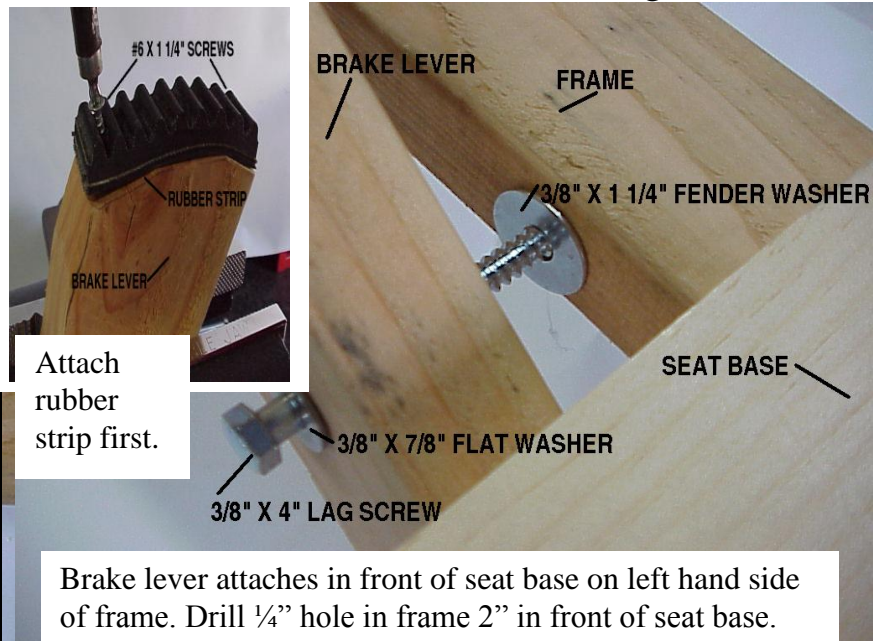 #6 X 1 1/4" SCREWS
RUBBER STRIP
BRAKE LEVER
Attach
rubber
strip first.
BRAKE LEVER
FRAME
3/8" X 1 1/4" FENDER WASHER
SEAT BASE
3/8" X 7/8" FLAT WASHER
3/8" X 4" LAG SCREW
Brake lever attaches in front of seat base on left hand side
of frame. Drill ¼” hole in frame 2” in front of seat base.